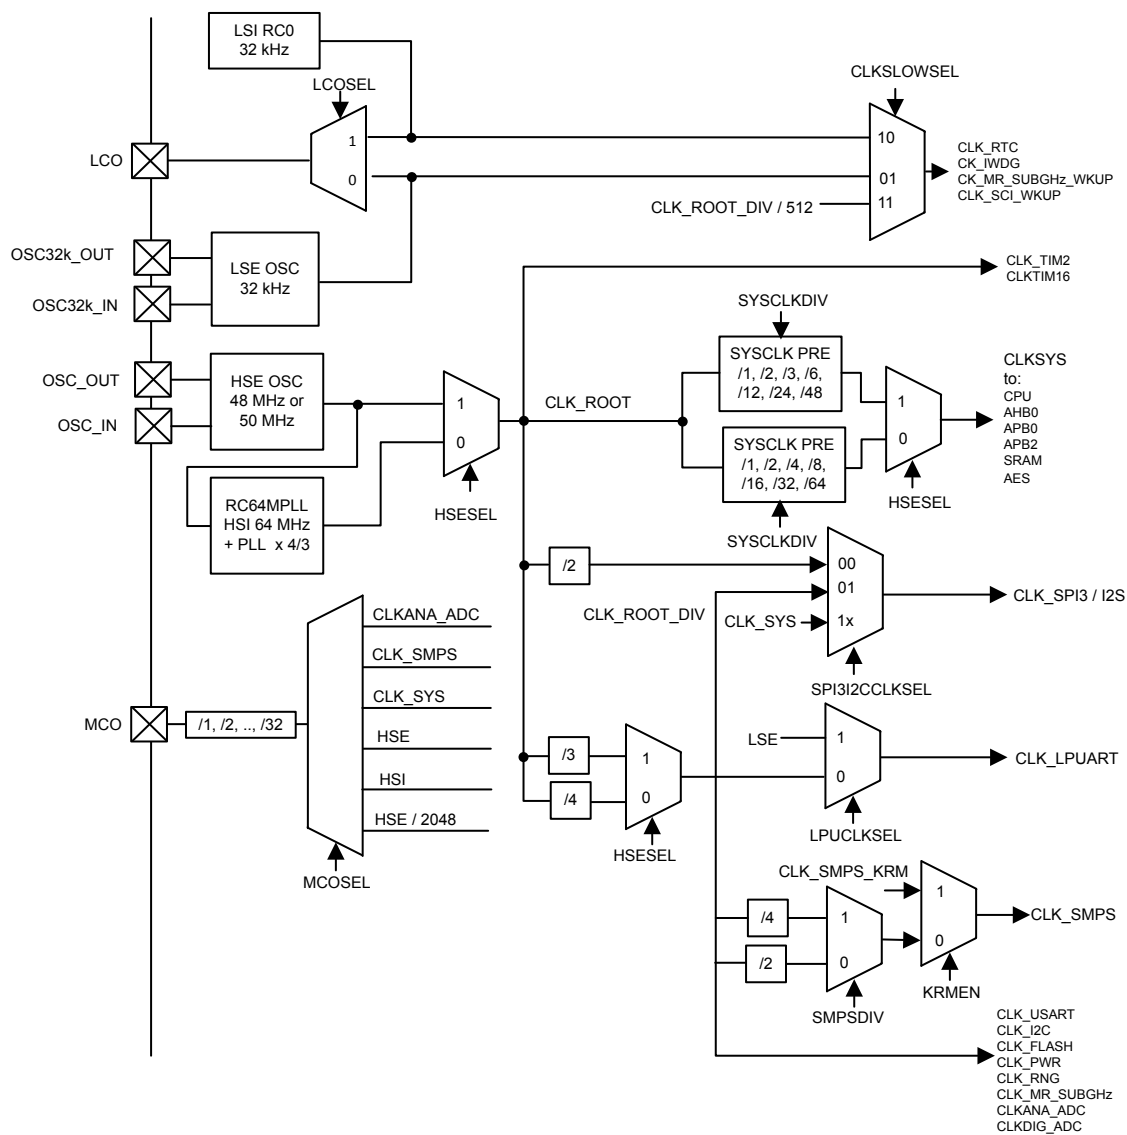 LSI RC0
32 kHz
LCOSEL
CLKSLOWSEL
1
10
LCO
CLK_RTC
CK_IWDG
CK_MR_SUBGHz_WKUP
CLK_SCI_WKUP
0
01
CLK_ROOT_DIV / 512
11
OSC32k_OUT
LSE OSC
32 kHz
OSC32k_IN
CLK_TIM2
CLKTIM16
SYSCLKDIV
OSC_OUT
HSE OSC
48 MHz or
50 MHz
OSC_IN
1
0
HSESEL
CLK_ROOT
SYSCLK PRE
/1, /2, /3, /6,
/12, /24, /48
SYSCLK PRE
/1, /2, /4, /8,
/16, /32, /64
SYSCLKDIV
1
0
HSESEL
CLKSYS
to:
CPU
AHB0
APB0
APB2
SRAM
AES
RC64MPLL
HSI 64 MHz
+ PLL x 4/3
/2
00
CLK_ROOT_DIV
01
CLK_SYS
1x
CLK_SPI3 / I2S
SPI3I2CCLKSEL
CLKANA_ADC
CLK_SMPS
CLK_SYS
MCO
/1, /2, .., /32
HSE
HSI
HSE / 2048
MCOSEL
/3
/4
1
0
HSESEL
LSE
1
0
CLK_LPUART
LPUCLKSEL
CLK_SMPS_KRM
1
/4
1
CLK_SMPS
0
/2
0
KRMEN
SMPSDIV
CLK_USART
CLK_I2C
CLK_FLASH
CLK_PWR
CLK_RNG
CLK_MR_SUBGHz
CLKANA_ADC
CLKDIG_ADC